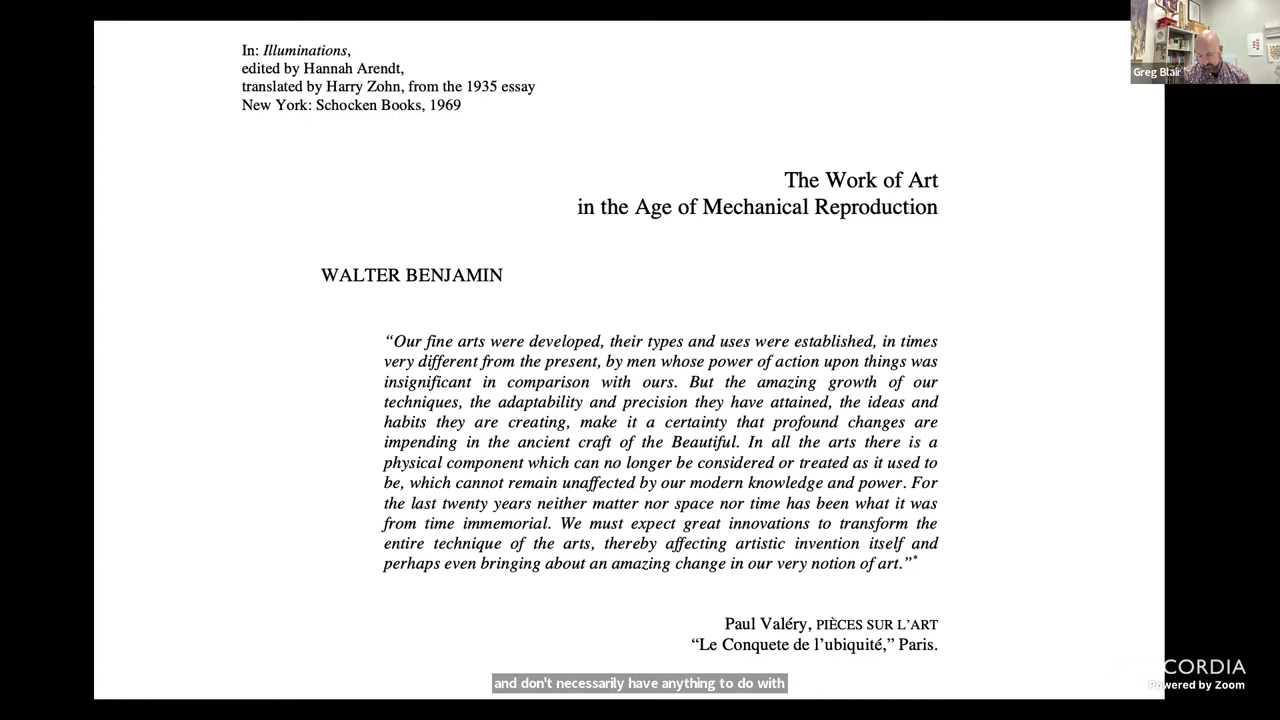 In: Illuminations,
edited by Hannah Arendt,
translated by Harry Zohn, from the 1935 essay
New York: Schocken Books, 1969
Greg Blair
The Work of Art
in the Age of Mechanical Reproduction
WALTER BENJAMIN
“Our fine arts were developed, their types and uses were established, in times
very different from the present, by men whose power of action upon things was
insignificant in comparison with ours. But the amazing growth of our
techniques, the adaptability and precision they have attained, the ideas and
habits they are creating, make it a certainty that profound changes are
impending in the ancient craft of the Beautiful. In all the arts there is a
physical component which can no longer be considered or treated as it used to
be, which cannot remain unaffected by our modern knowledge and power. For
the last twenty years neither matter nor space nor time has been what it was
from time immemorial. We must expect great innovations to transform the
entire technique of the arts, thereby affecting artistic invention itself and
perhaps even bringing about an amazing change in our very notion of art.”*
Paul Valéry, PIÈCES SUR L’ART
“Le Conquete de l’ubiquité,” Paris.
and don't necessarily have anything to do with
CORDIA
Powered by Zoom